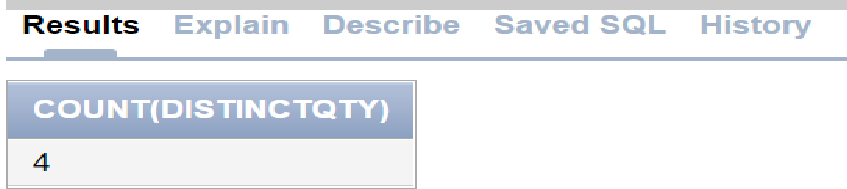 Results Explain Describe Saved SQL History
COUNT(DISTINCTQTY)
4